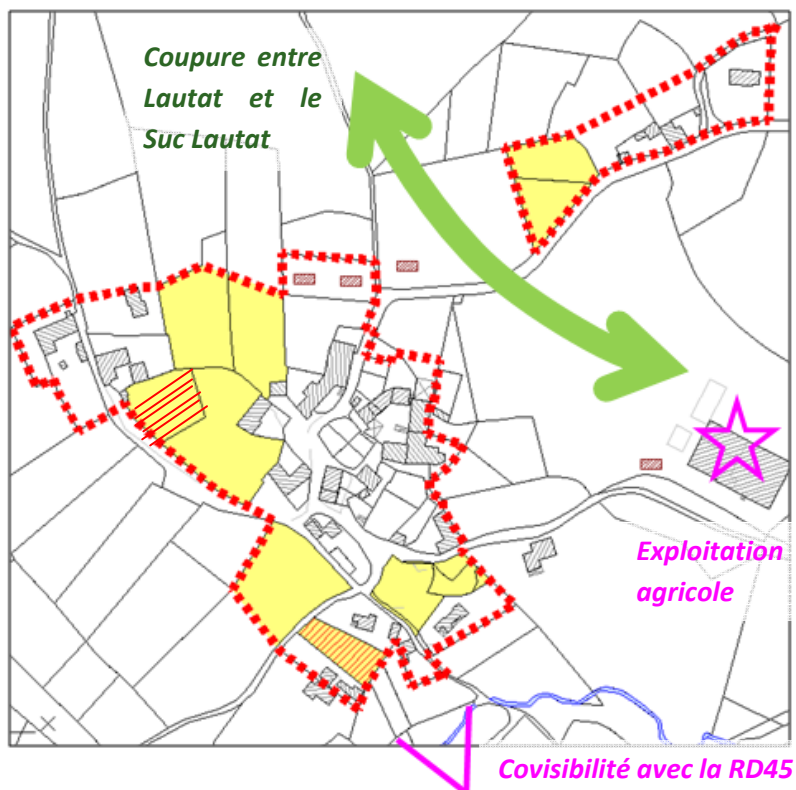 Coupure entre
Lautat et le
Suc Lautat
Exploitation
agricole
Covisibilité avec la RD45